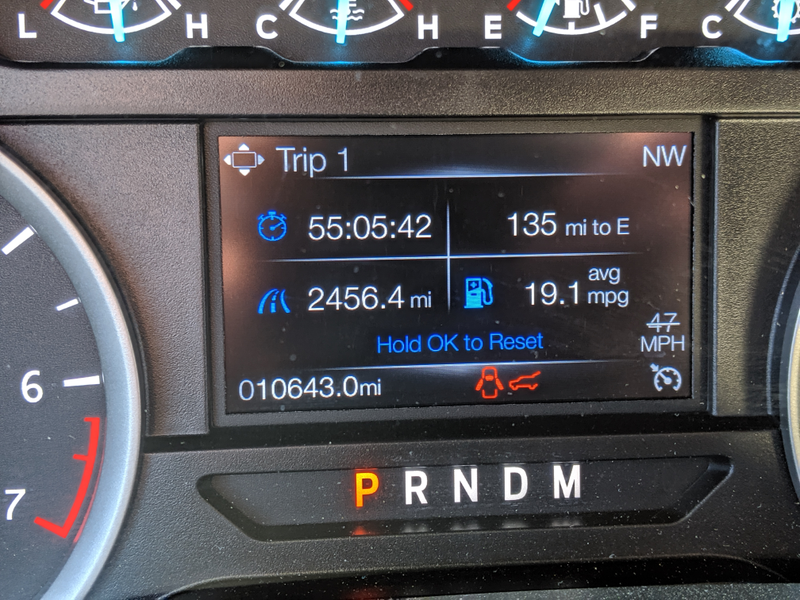 L H C H E F C
Trip 1 NW
55:05:42 135 mi to E
2456.4 mi 19.1 avg mpg
47
Hold OK to Reset MPH
010643.0mi
6
7
P R N D M